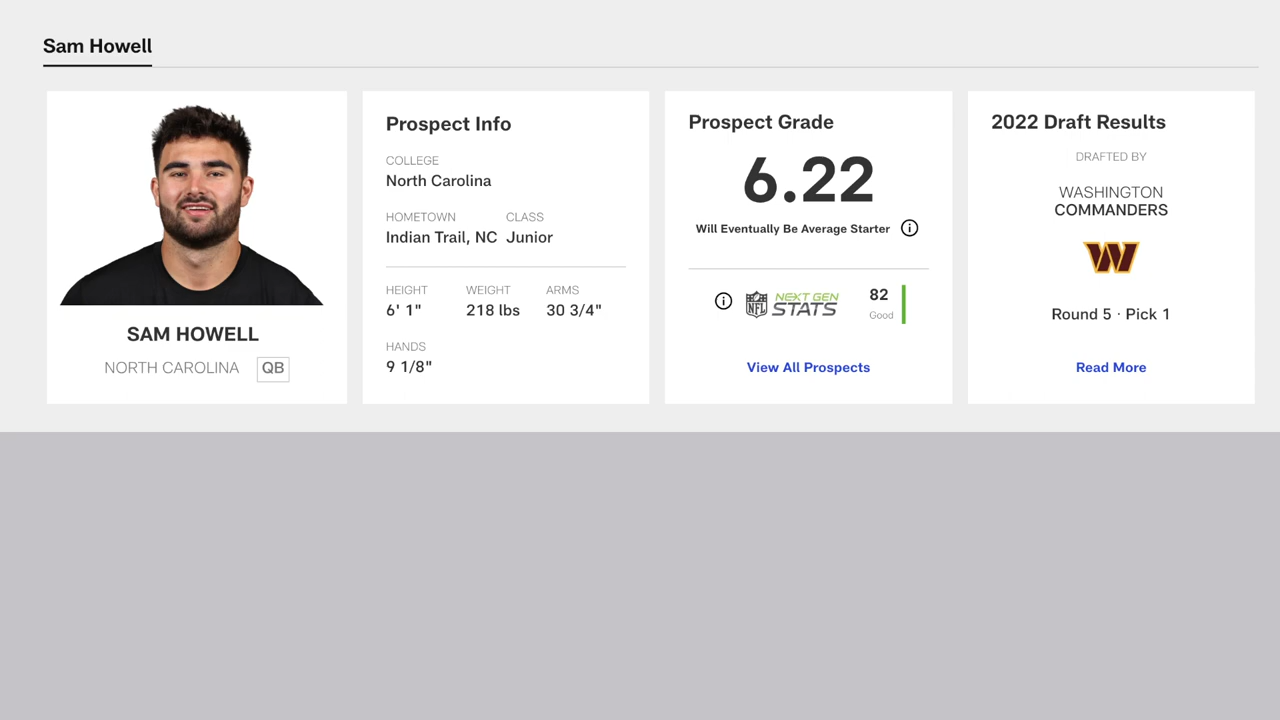 Sam Howell
SAM HOWELL
NORTH CAROLINA QB
Prospect Info
COLLEGE
North Carolina
HOMETOWN CLASS
Indian Trail, NC Junior
HEIGHT WEIGHT ARMS
6' 1" 218 lbs 30 3/4"
HANDS
9 1/8"
Prospect Grade
6.22
Will Eventually Be Average Starter
NFL NEXT GEN STATS
82
Good
View All Prospects
2022 Draft Results
DRAFTED BY
WASHINGTON
COMMANDERS
W
Round 5 · Pick 1
Read More